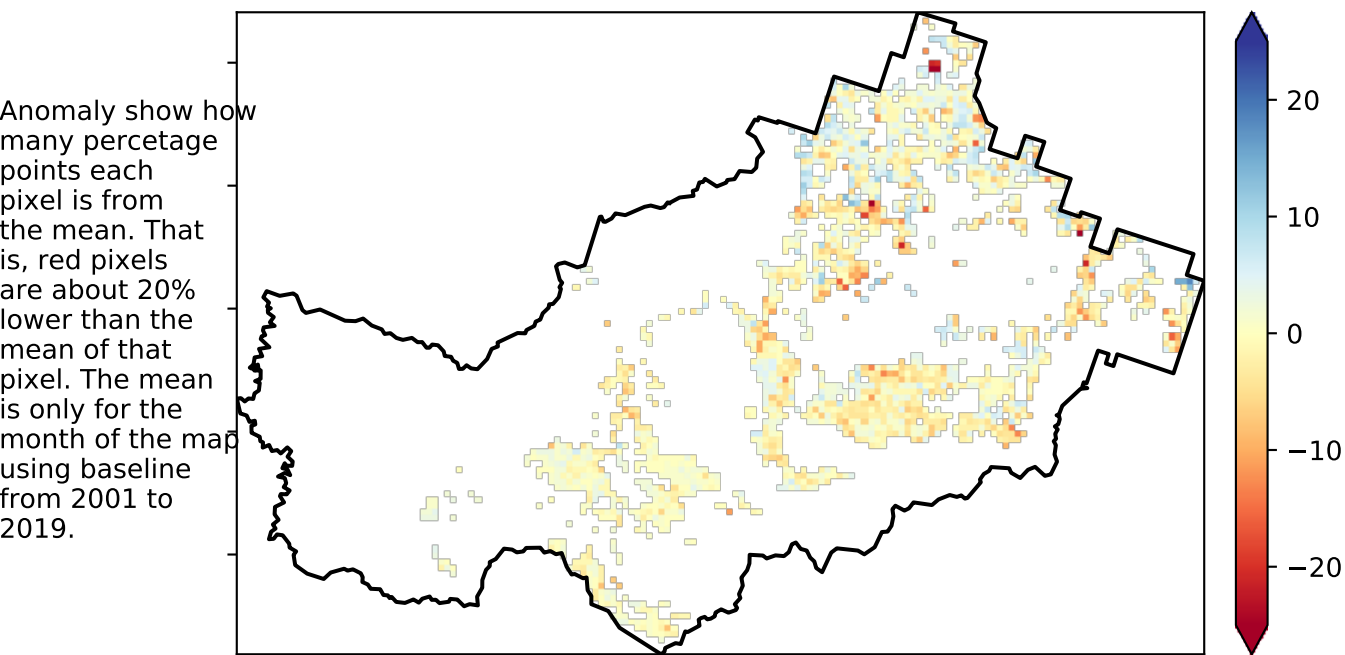 Anomaly show how
many percetage
points each
pixel is from
the mean. That
is, red pixels
are about 20%
lower than the
mean of that
pixel. The mean
is only for the
month of the map
using baseline
from 2001 to
2019.
20
10
0
−10
−20